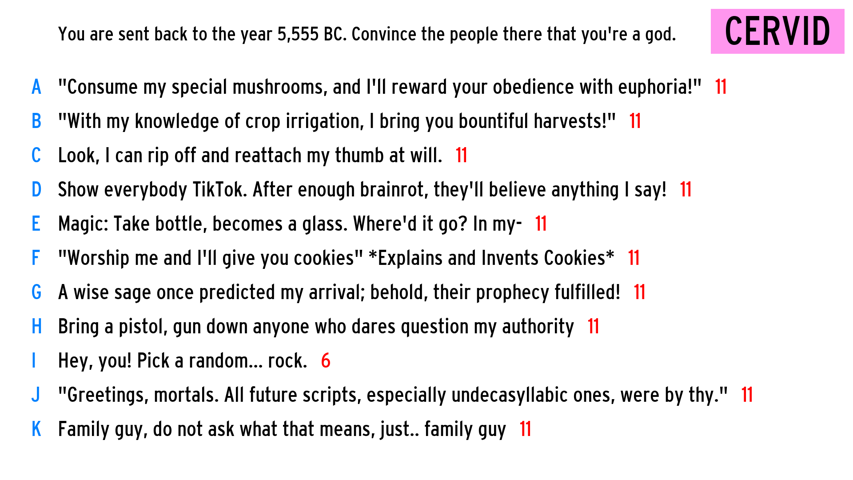 You are sent back to the year 5,555 BC. Convince the people there that you're a god.
CERVID
A "Consume my special mushrooms, and I'll reward your obedience with euphoria!" 11
B "With my knowledge of crop irrigation, I bring you bountiful harvests!" 11
C Look, I can rip off and reattach my thumb at will. 11
D Show everybody TikTok. After enough brainrot, they'll believe anything I say! 11
E Magic: Take bottle, becomes a glass. Where'd it go? In my- 11
F "Worship me and I'll give you cookies" *Explains and Invents Cookies* 11
G A wise sage once predicted my arrival; behold, their prophecy fulfilled! 11
H Bring a pistol, gun down anyone who dares question my authority 11
I Hey, you! Pick a random... rock. 6
J "Greetings, mortals. All future scripts, especially undecasyllabic ones, were by thy." 11
K Family guy, do not ask what that means, just.. family guy 11